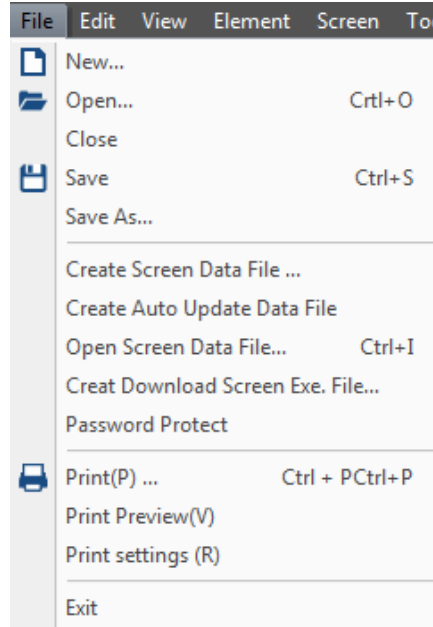 File Edit View Element Screen To
New...
Open... Crtl+O
Close
Save Ctrl+S
Save As...
Create Screen Data File ...
Create Auto Update Data File
Open Screen Data File... Ctrl+I
Creat Download Screen Exe. File...
Password Protect
Print(P) ... Ctrl + PCtrl+P
Print Preview(V)
Print settings (R)
Exit